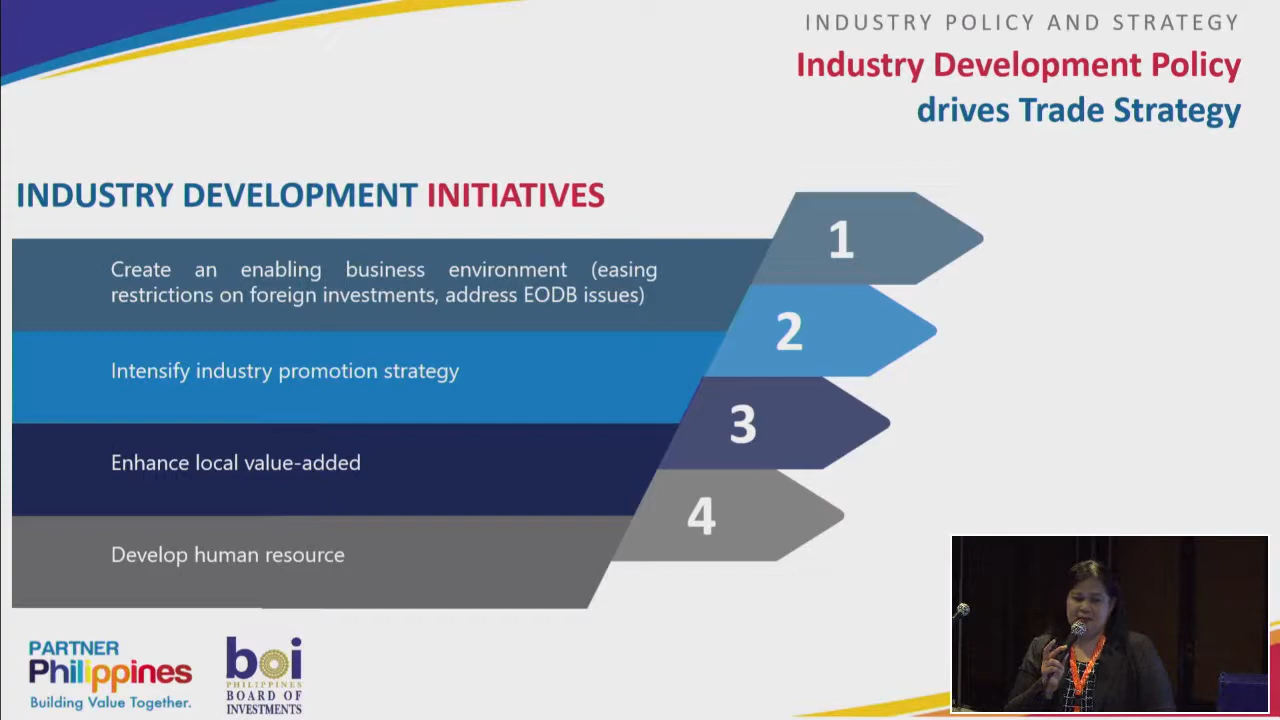 INDUSTRY POLICY AND STRATEGY
Industry Development Policy
drives Trade Strategy
INDUSTRY DEVELOPMENT INITIATIVES
1
Create an enabling business environment (easing
restrictions on foreign investments, address EODB issues)
2
Intensify industry promotion strategy
3
Enhance local value-added
4
Develop human resource
PARTNER
Philippines
Building Value Together.
boi
PHILIPPINES
BOARD OF
INVESTMENTS